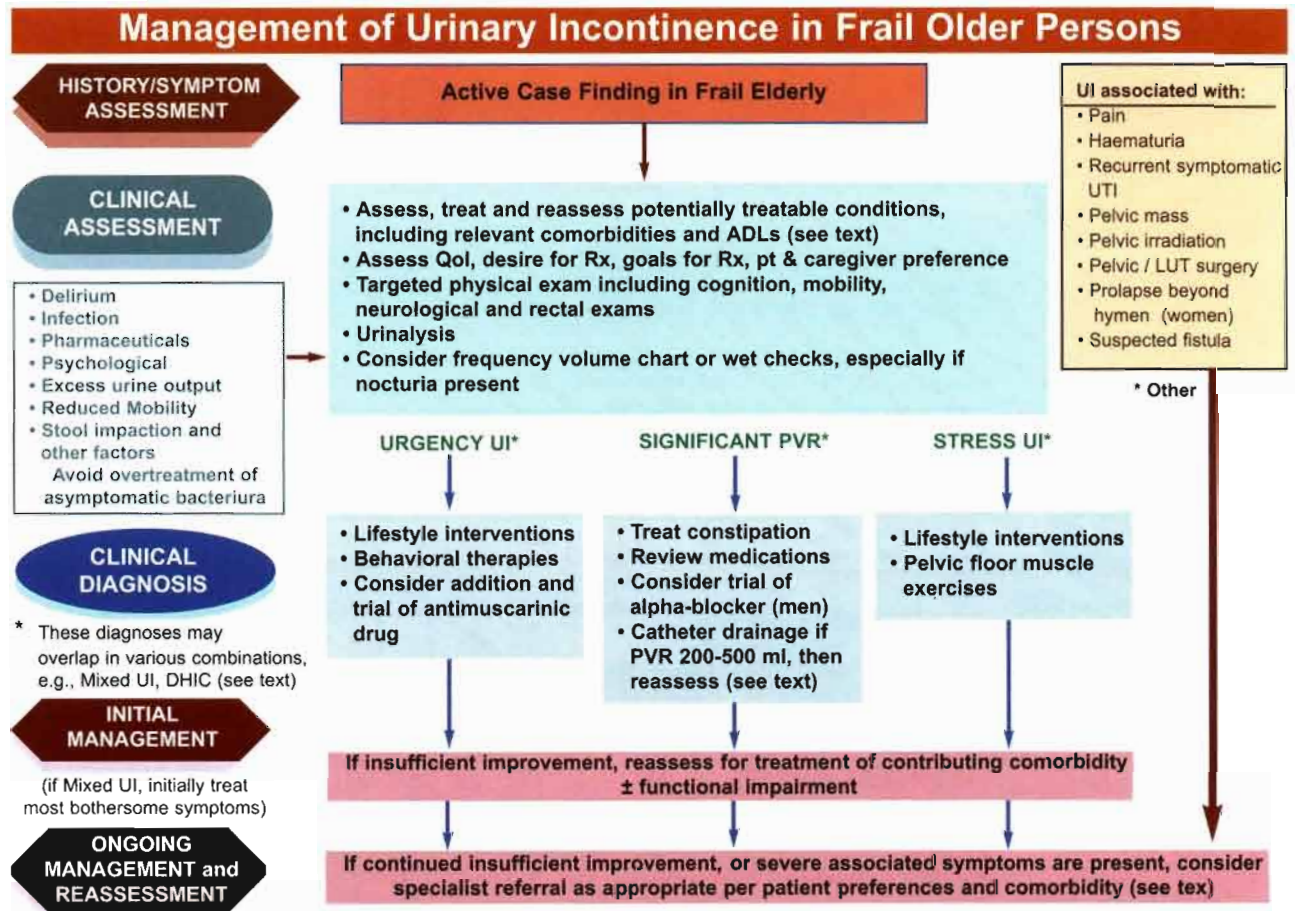 Management of Urinary Incontinence in Frail Older Persons
HISTORY/SYMPTOM
ASSESSMENT
Active Case Finding in Frail Elderly
UI associated with:
• Pain
• Haematuria
• Recurrent symptomatic
UTI
• Pelvic mass
• Pelvic irradiation
• Pelvic / LUT surgery
• Prolapse beyond
hymen (women)
• Suspected fistula
* Other
CLINICAL
ASSESSMENT
• Delirium
• Infection
• Pharmaceuticals
• Psychological
• Excess urine output
• Reduced Mobility
• Stool impaction and
other factors
Avoid overtreatment of
asymptomatic bacteriura
• Assess, treat and reassess potentially treatable conditions,
including relevant comorbidities and ADLs (see text)
• Assess Qol, desire for Rx, goals for Rx, pt & caregiver preference
• Targeted physical exam including cognition, mobility,
neurological and rectal exams
• Urinalysis
• Consider frequency volume chart or wet checks, especially if
nocturia present
CLINICAL
DIAGNOSIS
* These diagnoses may
overlap in various combinations,
e.g., Mixed UI, DHIC (see text)
URGENCY UI*
SIGNIFICANT PVR*
STRESS UI*
• Lifestyle interventions
• Behavioral therapies
• Consider addition and
trial of antimuscarinic
drug
• Treat constipation
• Review medications
• Consider trial of
alpha-blocker (men)
• Catheter drainage if
PVR 200-500 ml, then
reassess (see text)
• Lifestyle interventions
• Pelvic floor muscle
exercises
INITIAL
MANAGEMENT
(if Mixed UI, initially treat
most bothersome symptoms)
If insufficient improvement, reassess for treatment of contributing comorbidity
± functional impairment
ONGOING
MANAGEMENT and
REASSESSMENT
If continued insufficient improvement, or severe associated symptoms are present, consider
specialist referral as appropriate per patient preferences and comorbidity (see tex)